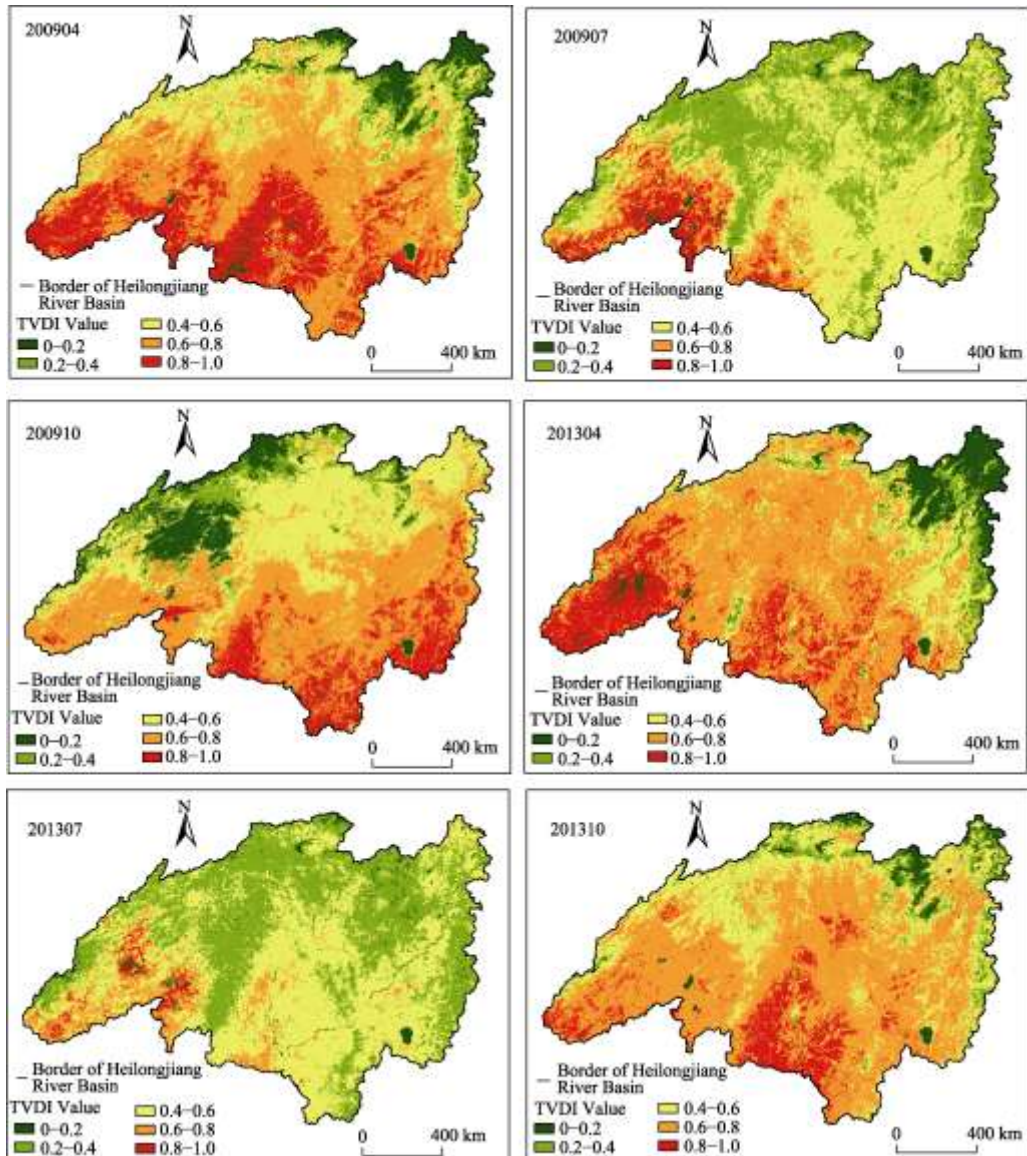 200904
N
Border of Heilongjiang
River Basin
TVDI Value
0–0.2
0.2–0.4
0.4–0.6
0.6–0.8
0.8–1.0
0 400 km
200907
N
Border of Heilongjiang
River Basin
TVDI Value
0–0.2
0.2–0.4
0.4–0.6
0.6–0.8
0.8–1.0
0 400 km
200910
N
Border of Heilongjiang
River Basin
TVDI Value
0–0.2
0.2–0.4
0.4–0.6
0.6–0.8
0.8–1.0
0 400 km
201304
N
Border of Heilongjiang
River Basin
TVDI Value
0–0.2
0.2–0.4
0.4–0.6
0.6–0.8
0.8–1.0
0 400 km
201307
N
Border of Heilongjiang
River Basin
TVDI Value
0–0.2
0.2–0.4
0.4–0.6
0.6–0.8
0.8–1.0
0 400 km
201310
N
Border of Heilongjiang
River Basin
TVDI Value
0–0.2
0.2–0.4
0.4–0.6
0.6–0.8
0.8–1.0
0 400 km